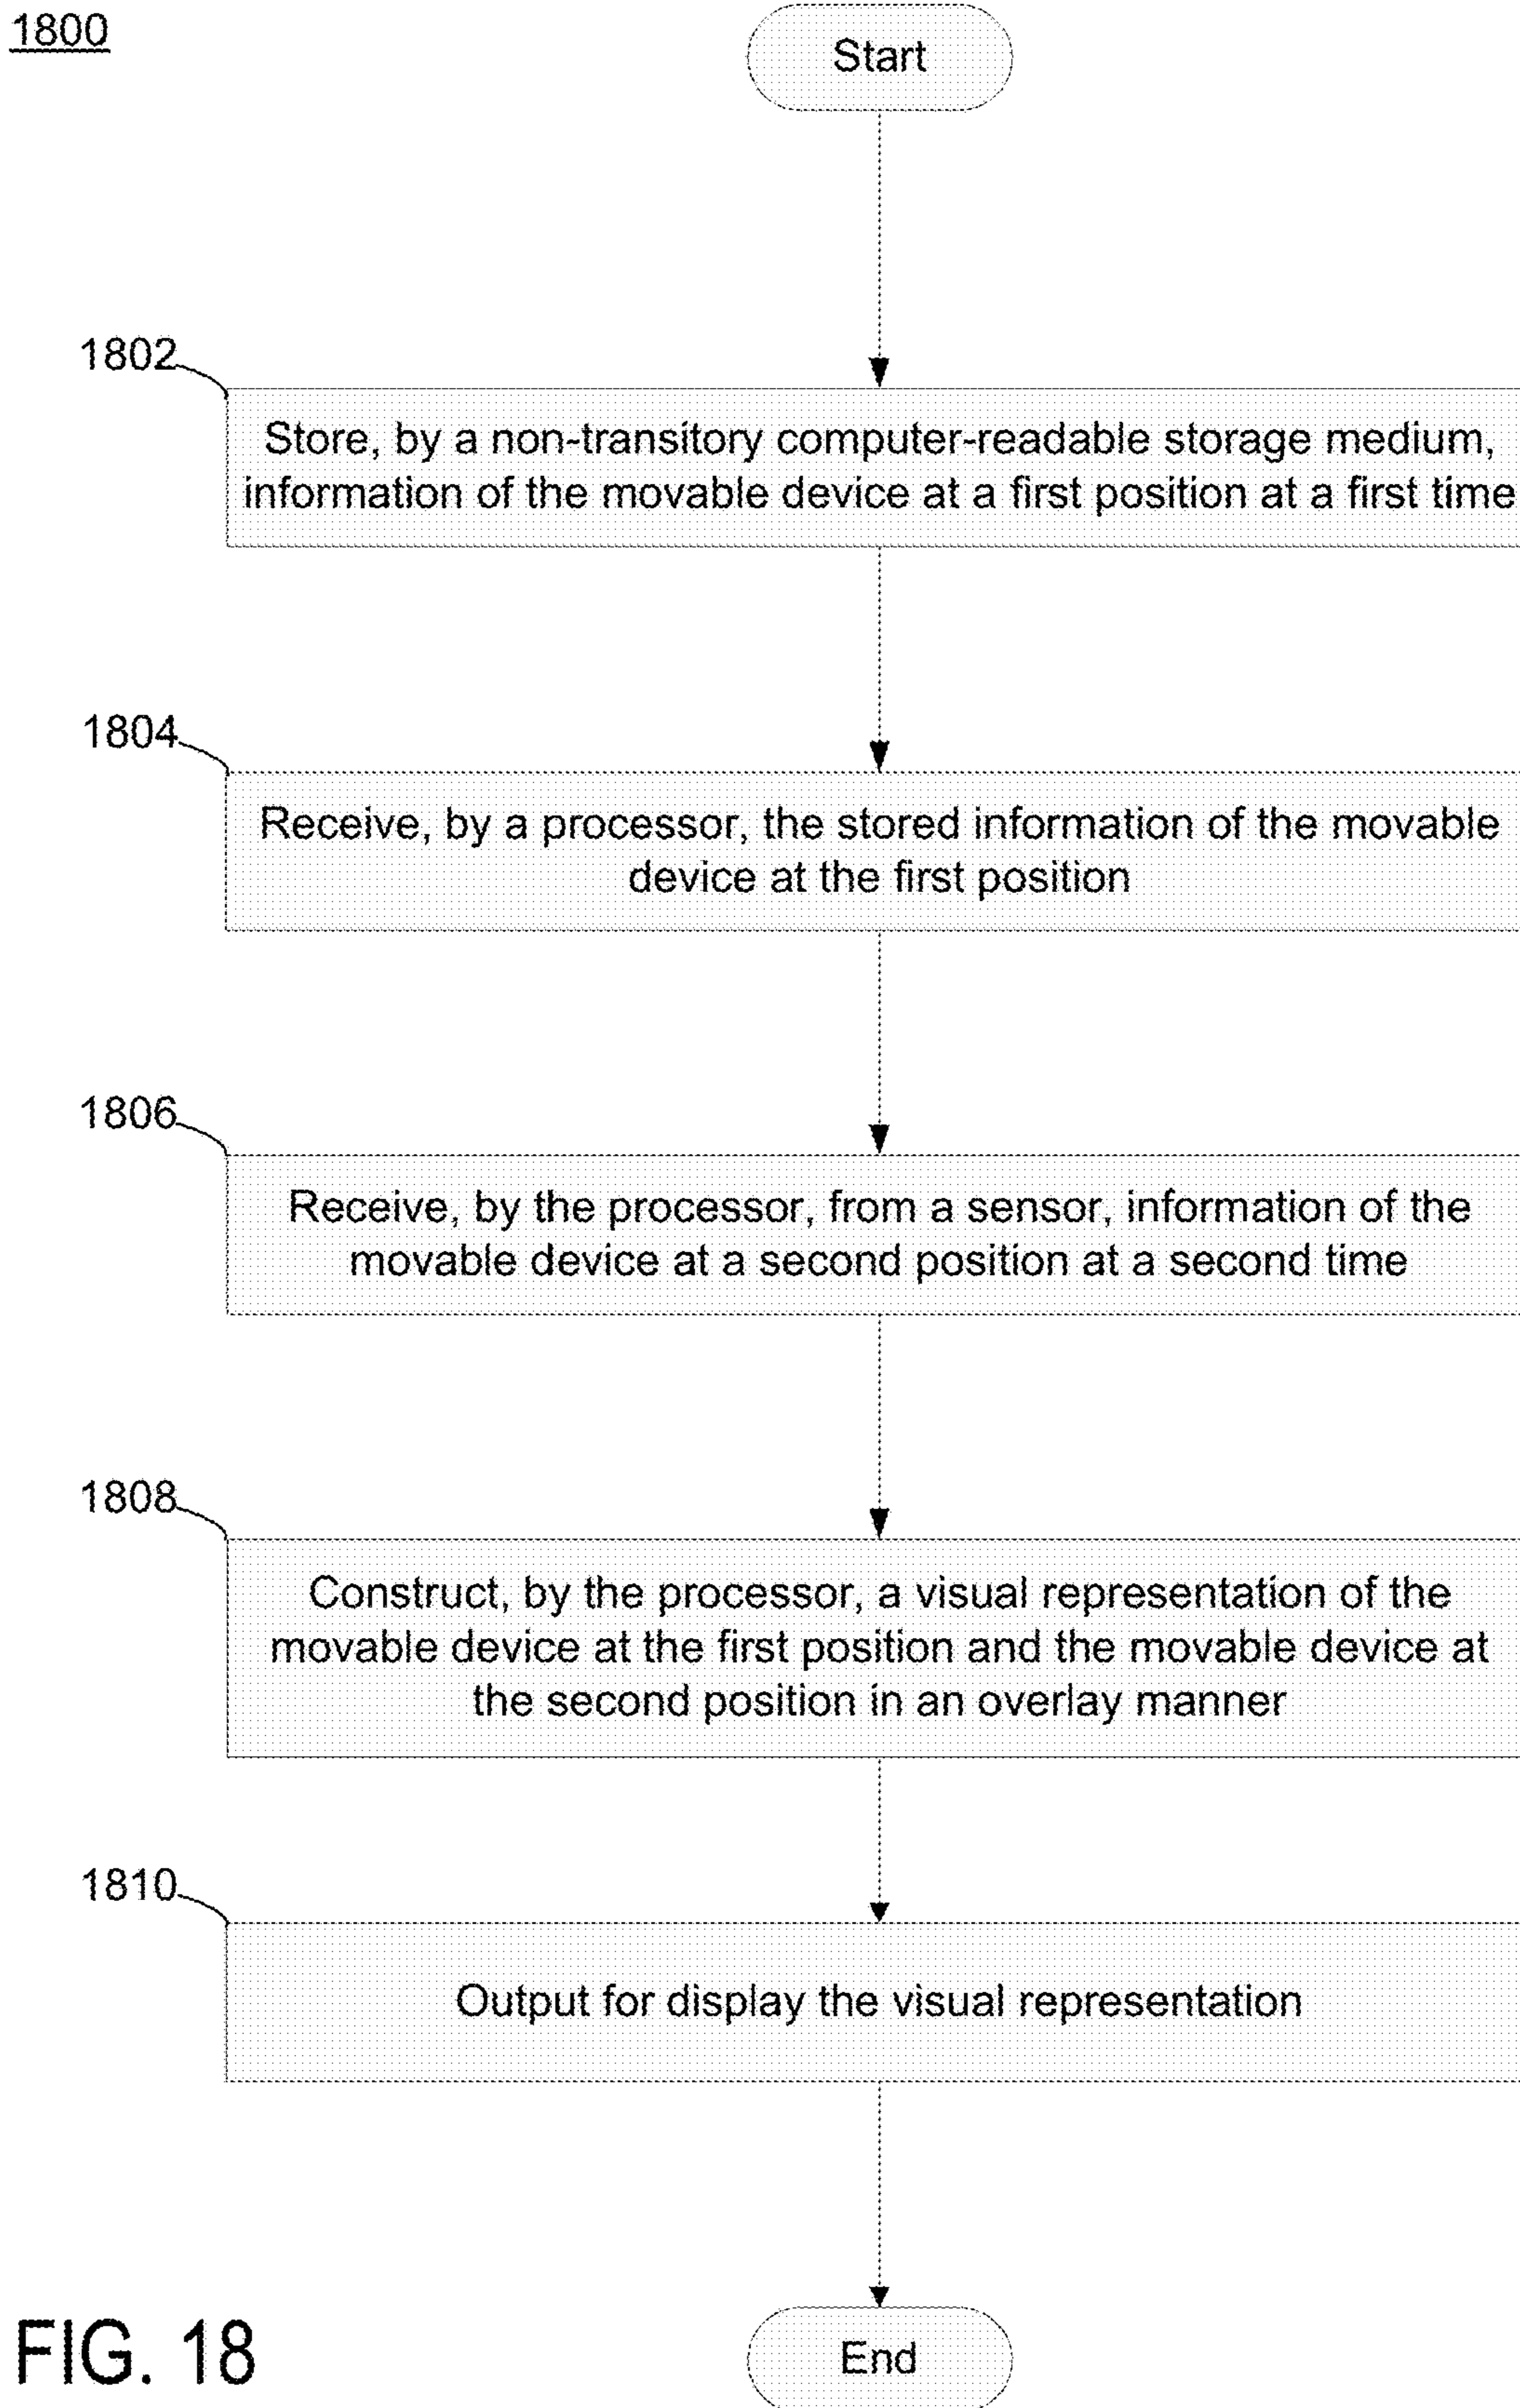 1800
Start
1802
Store, by a non-transitory computer-readable storage medium,
information of the movable device at a first position at a first time
1804
Receive, by a processor, the stored information of the movable
device at the first position
1806
Receive, by the processor, from a sensor, information of the
movable device at a second position at a second time
1808
Construct, by the processor, a visual representation of the
movable device at the first position and the movable device at
the second position in an overlay manner
1810
Output for display the visual representation
End
FIG. 18